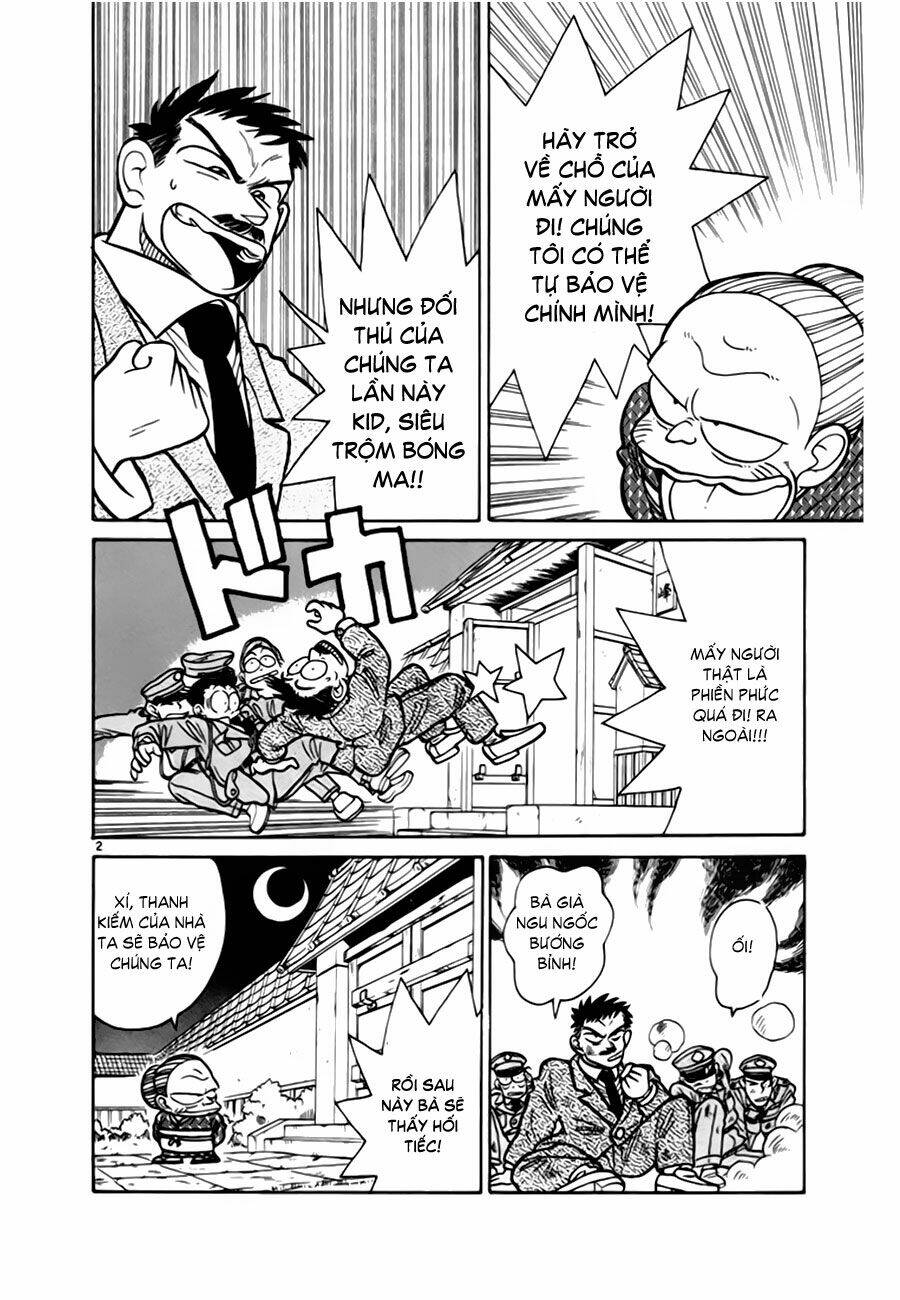 HÀY TRỞ
VỀ CHỖ CỦA
MẤY NGƯỜI
ĐI! CHÚNG
TÔI CÓ THỂ
TỰ BẢO VỆ
CHÍNH MÌNH!
NHƯNG ĐỐI
THỦ CỦA
CHÚNG TA
LẦN NÀY
KID, SIÊU
TRỘM BÓNG
MA!!
ドカ
峰
MẤY NGƯỜI
THẬT LÀ
PHIỀN PHỨC
QUÁ ĐI! RA
NGOÀI!!!
2
ỐI!
BÀ GIÀ
NGU NGỐC
BƯỚNG
BỈNH!
XÍ, THANH
KIẾM CỦA NHÀ
TA SẼ BẢO VỆ
CHÚNG TA!
RỒI SAU
NÀY BÀ SẼ
THẤY HỐI
TIẾC!